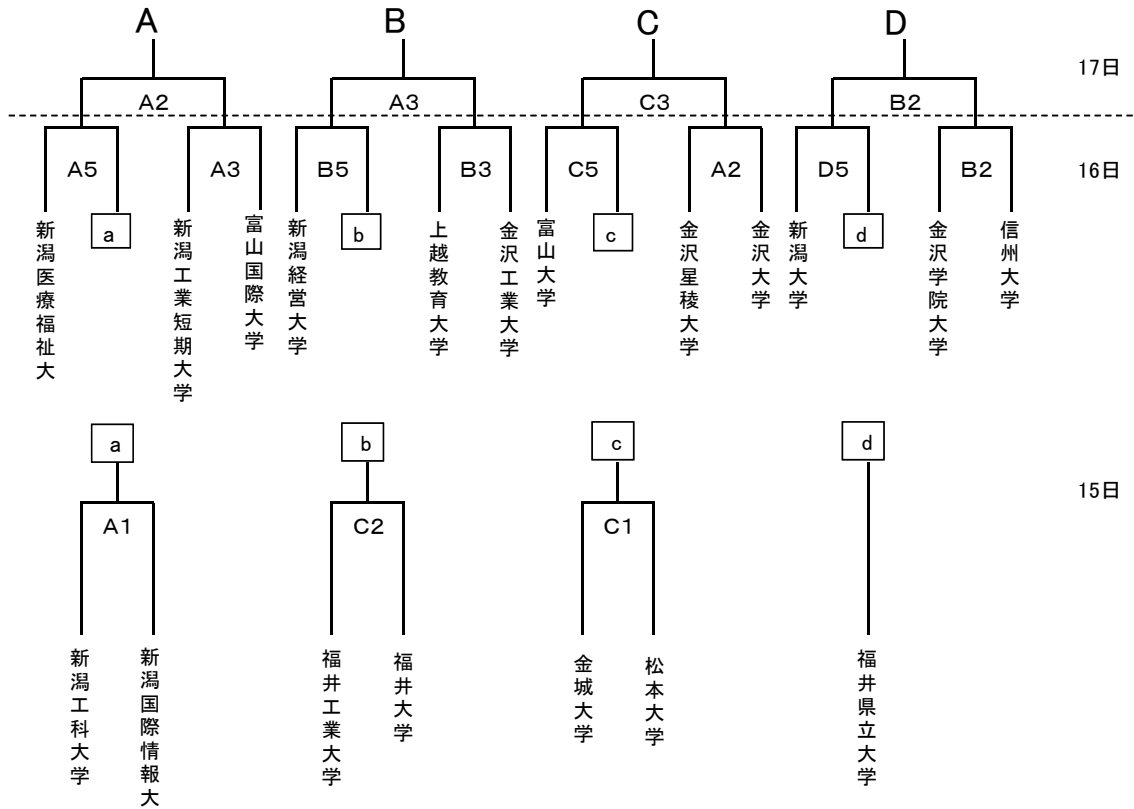 A
B
C
D
17日
A2
A3
C3
B2
16日
A5
A3
B5
B3
C5
A2
D5
B2
新潟医療福祉大
a
新潟工業短期大学
富山国際大学
新潟経営大学
b
上越教育大学
金沢工業大学
富山大学
c
金沢星稜大学
金沢大学
新潟大学
d
金沢学院大学
信州大学
a
b
c
d
15日
A1
C2
C1
新潟工科大学
新潟国際情報大
福井工業大学
福井大学
金城大学
松本大学
福井県立大学